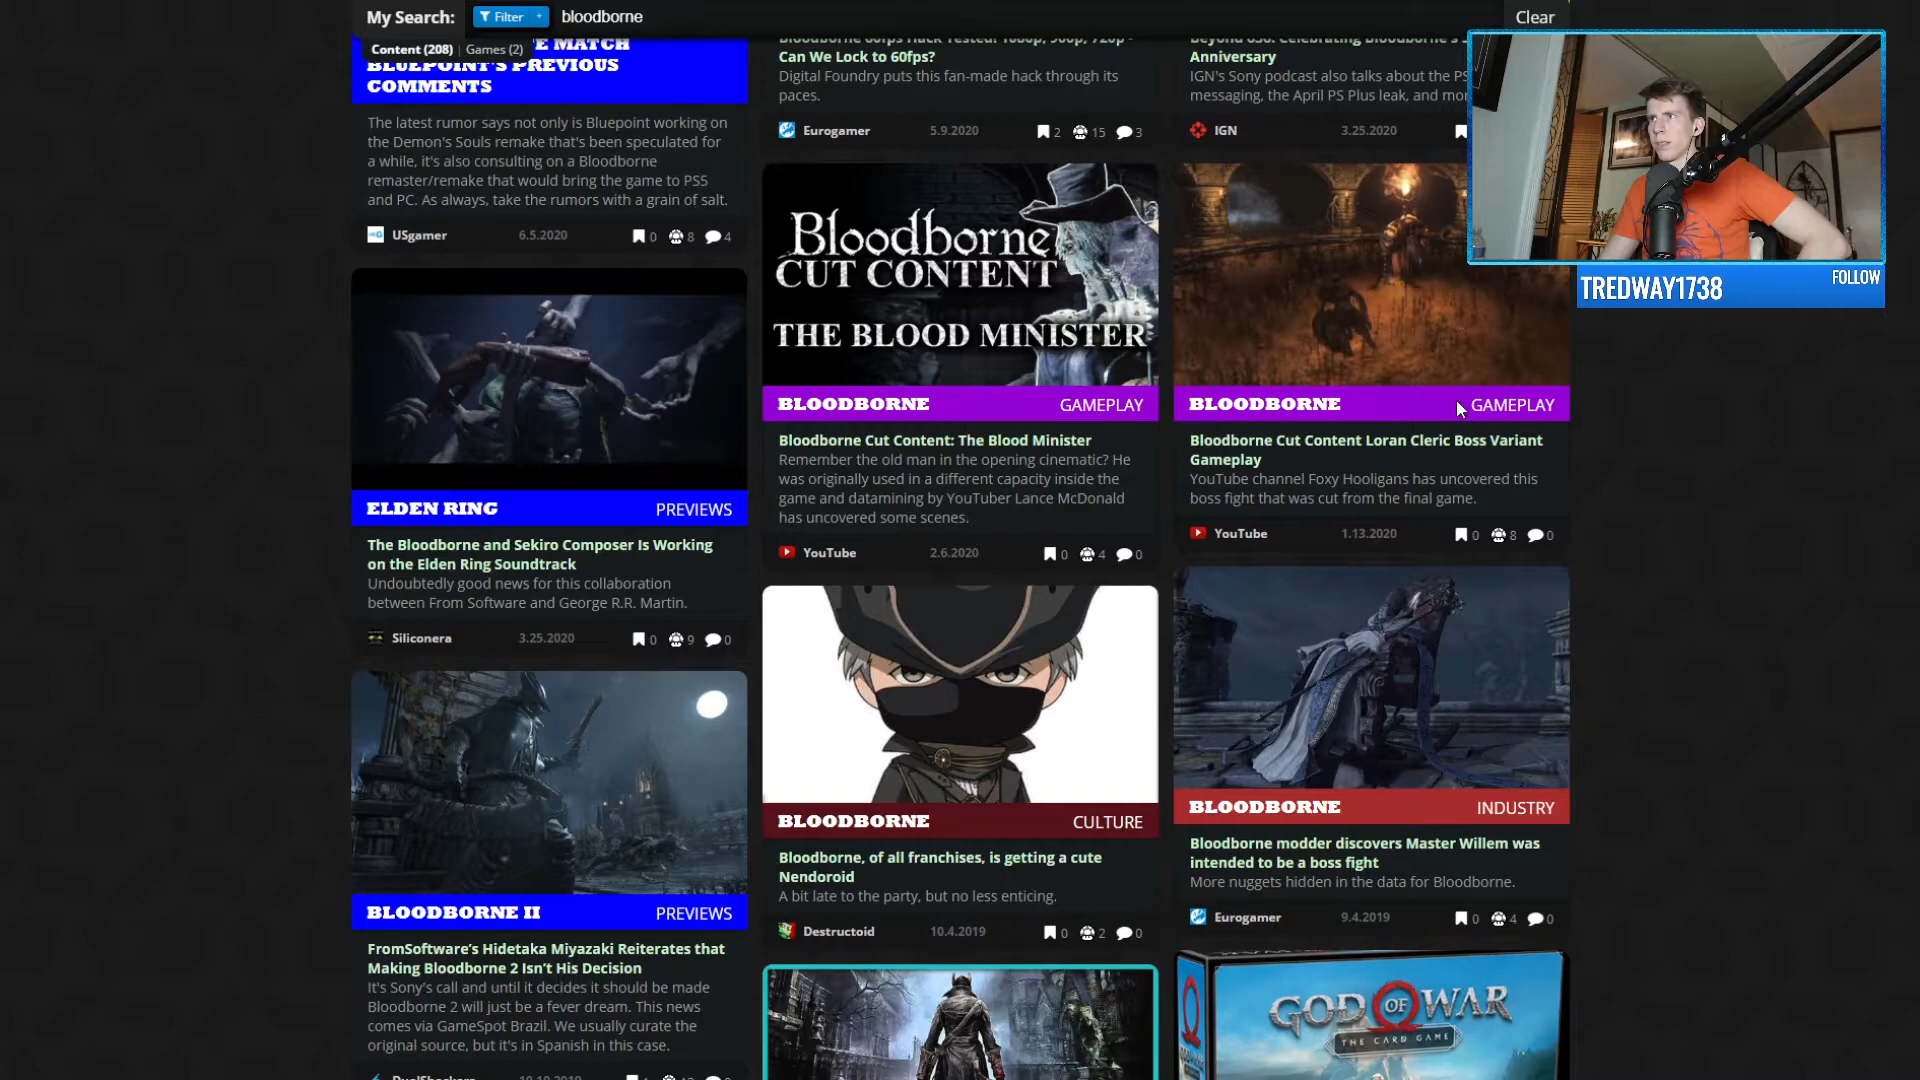 My Search: Filter + bloodborne Clear
Content (208) | Games (2)
E MATCH
BLUEPOINT'S PREVIOUS
COMMENTS
The latest rumor says not only is Bluepoint working on
the Demon's Souls remake that's been speculated for
a while, it's also consulting on a Bloodborne
remaster/remake that would bring the game to PS5
and PC. As always, take the rumors with a grain of salt.
USgamer 6.5.2020 0 8 4
ELDEN RING PREVIEWS
The Bloodborne and Sekiro Composer Is Working
on the Elden Ring Soundtrack
Undoubtedly good news for this collaboration
between From Software and George R.R. Martin.
Siliconera 3.25.2020 0 9 0
BLOODBORNE II PREVIEWS
FromSoftware's Hidetaka Miyazaki Reiterates that
Making Bloodborne 2 Isn't His Decision
It's Sony's call and until it decides it should be made
Bloodborne 2 will just be a fever dream. This news
comes via GameSpot Brazil. We usually curate the
original source, but it's in Spanish in this case.
Bloodborne 60fps Hack Tested! 1080p, 900p, 720p -
Can We Lock to 60fps?
Digital Foundry puts this fan-made hack through its
paces.
Eurogamer 5.9.2020 2 15 3
Bloodborne
CUT CONTENT
THE BLOOD MINISTER
BLOODBORNE GAMEPLAY
Bloodborne Cut Content: The Blood Minister
Remember the old man in the opening cinematic? He
was originally used in a different capacity inside the
game and datamining by YouTuber Lance McDonald
has uncovered some scenes.
YouTube 2.6.2020 0 4 0
BLOODBORNE CULTURE
Bloodborne, of all franchises, is getting a cute
Nendoroid
A bit late to the party, but no less enticing.
Destructoid 10.4.2019 0 2 0
Anniversary
IGN's Sony podcast also talks about the PS
messaging, the April PS Plus leak, and mor
IGN 3.25.2020
BLOODBORNE GAMEPLAY
Bloodborne Cut Content Loran Cleric Boss Variant
Gameplay
YouTube channel Foxy Hooligans has uncovered this
boss fight that was cut from the final game.
YouTube 1.13.2020 0 8 0
BLOODBORNE INDUSTRY
Bloodborne modder discovers Master Willem was
intended to be a boss fight
More nuggets hidden in the data for Bloodborne.
Eurogamer 9.4.2019 0 4 0
GOD OF WAR
THE CARD GAME
TREDWAY1738 FOLLOW